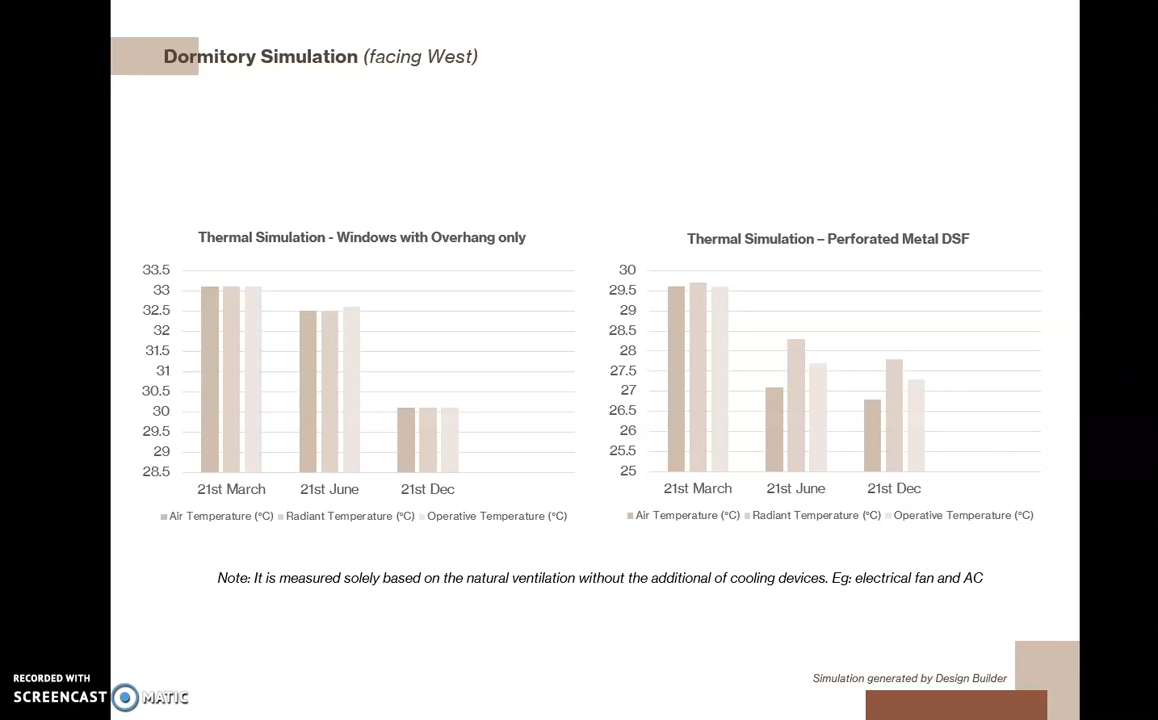 Dormitory Simulation (facing West)
Thermal Simulation - Windows with Overhang only
33.5
33
32.5
32
31.5
31
30.5
30
29.5
29
28.5
21st March 21st June 21st Dec
Air Temperature (°C) Radiant Temperature (°C) Operative Temperature (°C)
Thermal Simulation – Perforated Metal DSF
30
29.5
29
28.5
28
27.5
27
26.5
26
25.5
25
21st March 21st June 21st Dec
Air Temperature (°C) Radiant Temperature (°C) Operative Temperature (°C)
Note: It is measured solely based on the natural ventilation without the additional of cooling devices. Eg: electrical fan and AC
Simulation generated by Design Builder
RECORDED WITH
SCREENCAST MATIC